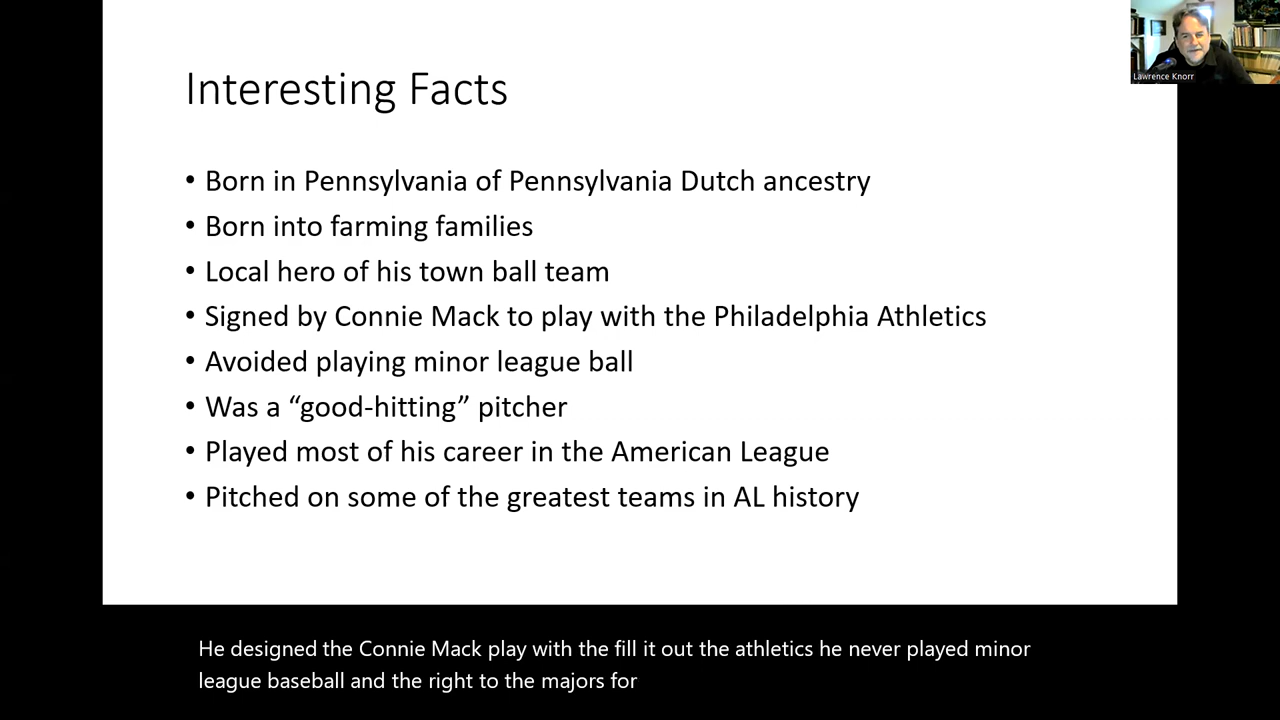 Lawrence Knorr
Interesting Facts
• Born in Pennsylvania of Pennsylvania Dutch ancestry
• Born into farming families
• Local hero of his town ball team
• Signed by Connie Mack to play with the Philadelphia Athletics
• Avoided playing minor league ball
• Was a “good-hitting” pitcher
• Played most of his career in the American League
• Pitched on some of the greatest teams in AL history
He designed the Connie Mack play with the fill it out the athletics he never played minor
league baseball and the right to the majors for